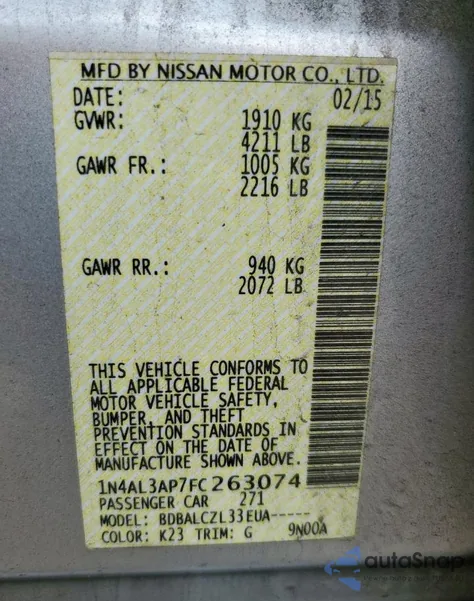 MFD BY NISSAN MOTOR CO., LTD.
DATE: 02/15
GVWR: 1910 KG
4211 LB
GAWR FR.: 1005 KG
2216 LB
GAWR RR.: 940 KG
2072 LB
THIS VEHICLE CONFORMS TO
ALL APPLICABLE FEDERAL
MOTOR VEHICLE SAFETY,
BUMPER, AND THEFT
PREVENTION STANDARDS IN
EFFECT ON THE DATE OF
MANUFACTURE SHOWN ABOVE.
1N4AL3AP7FC263074
PASSENGER CAR 271
MODEL: BDBALCZL33EUA-----
COLOR: K23 TRIM: G 9N00A
autoSnap